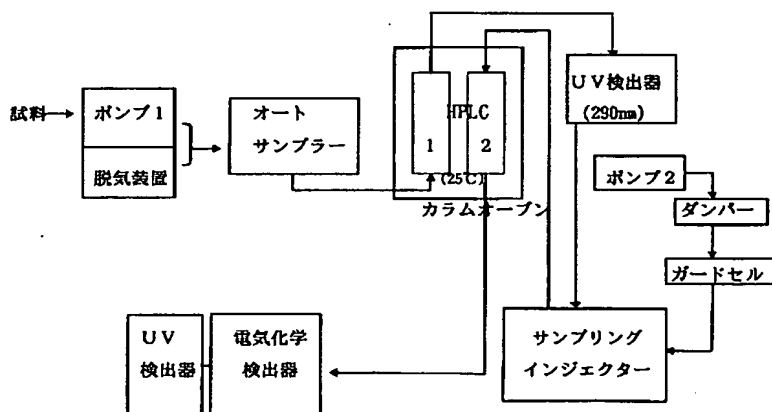 試料
ポンプ1
脱気装置
オート
サンプラー
HPLC
1 2
(25℃)
カラムオーブン
UV検出器
(290nm)
ポンプ2
ダンパー
ガードセル
サンプリング
インジェクター
電気化学
検出器
UV
検出器